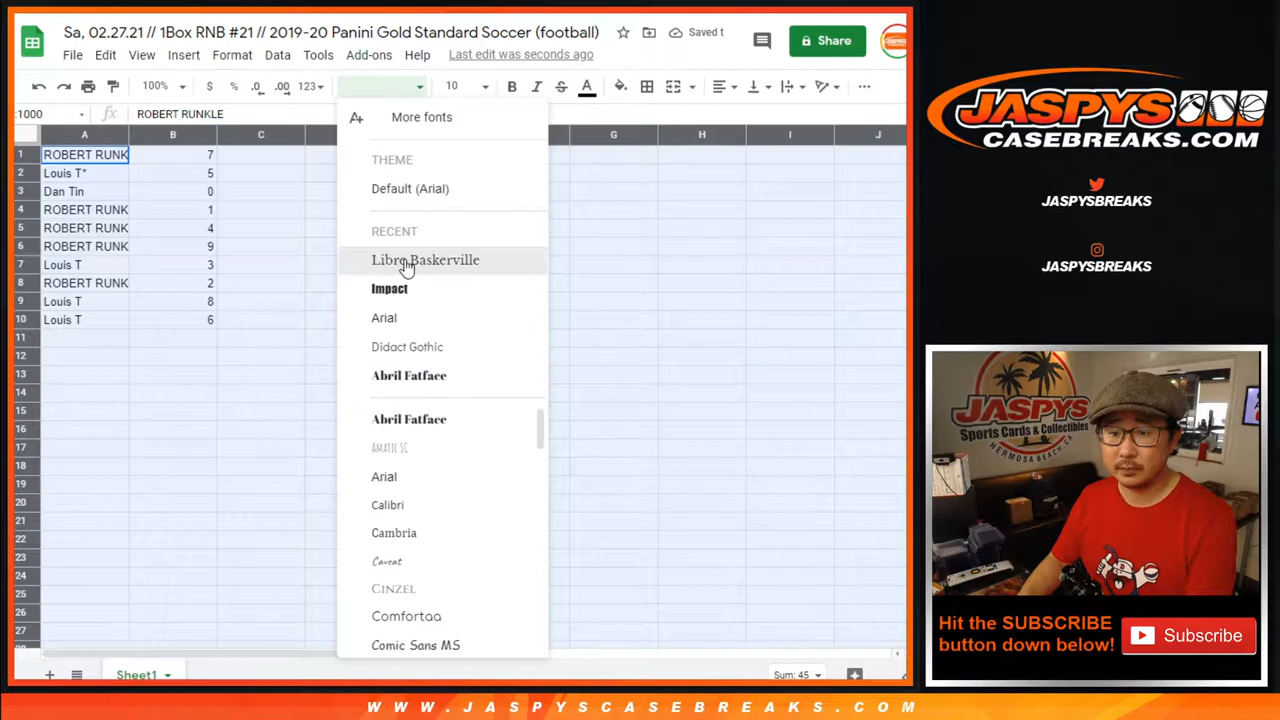 Sa, 02.27.21 // 1Box RNB #21 // 2019-20 Panini Gold Standard Soccer (football)
Saved t
Share
File Edit View Insert Format Data Tools Add-ons Help Last edit was seconds ago
100% $ % .0 .00 123 10 B I S A
:1000 fx ROBERT RUNKLE
A B C G H I J
1 ROBERT RUNK 7
2 Louis T* 5
3 Dan Tin 0
4 ROBERT RUNK 1
5 ROBERT RUNK 4
6 ROBERT RUNK 9
7 Louis T 3
8 ROBERT RUNK 2
9 Louis T 8
10 Louis T 6
11
12
13
14
15
16
17
18
19
20
21
22
23
24
25
26
27
More fonts
THEME
Default (Arial)
RECENT
Libre Baskerville
Impact
Arial
Didact Gothic
Abril Fatface
Abril Fatface
AMATIC SC
Arial
Calibri
Cambria
Caveat
CINZEL
Comfortaa
Comic Sans MS
Sheet1
Sum: 45
JASPYS
CASEBREAKS.COM
JASPYSBREAKS
JASPYSBREAKS
JASPYS
Sports Cards & Collectibles
HERMOSA BEACH, CA
Hit the SUBSCRIBE
button down below!
Subscribe
WWW.JASPYSCASEBREAKS.COM